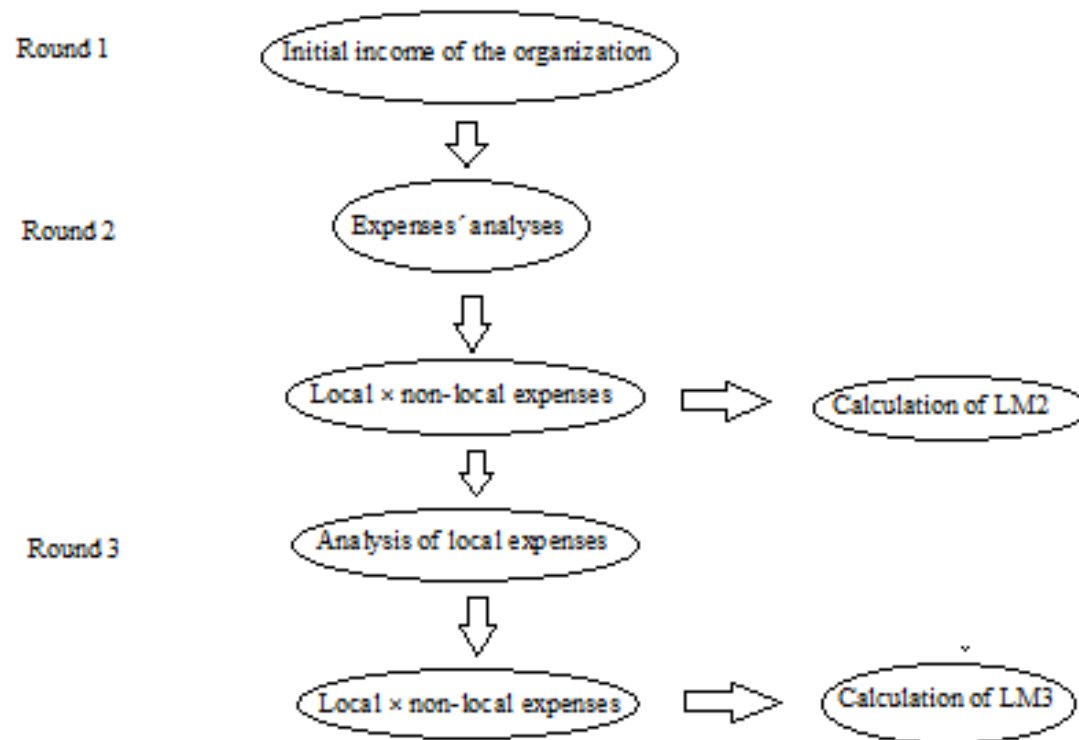 Round 1
Initial income of the organization
Round 2
Expenses´ analyses
Local × non-local expenses
Calculation of LM2
Round 3
Analysis of local expenses
Local × non-local expenses
Calculation of LM3